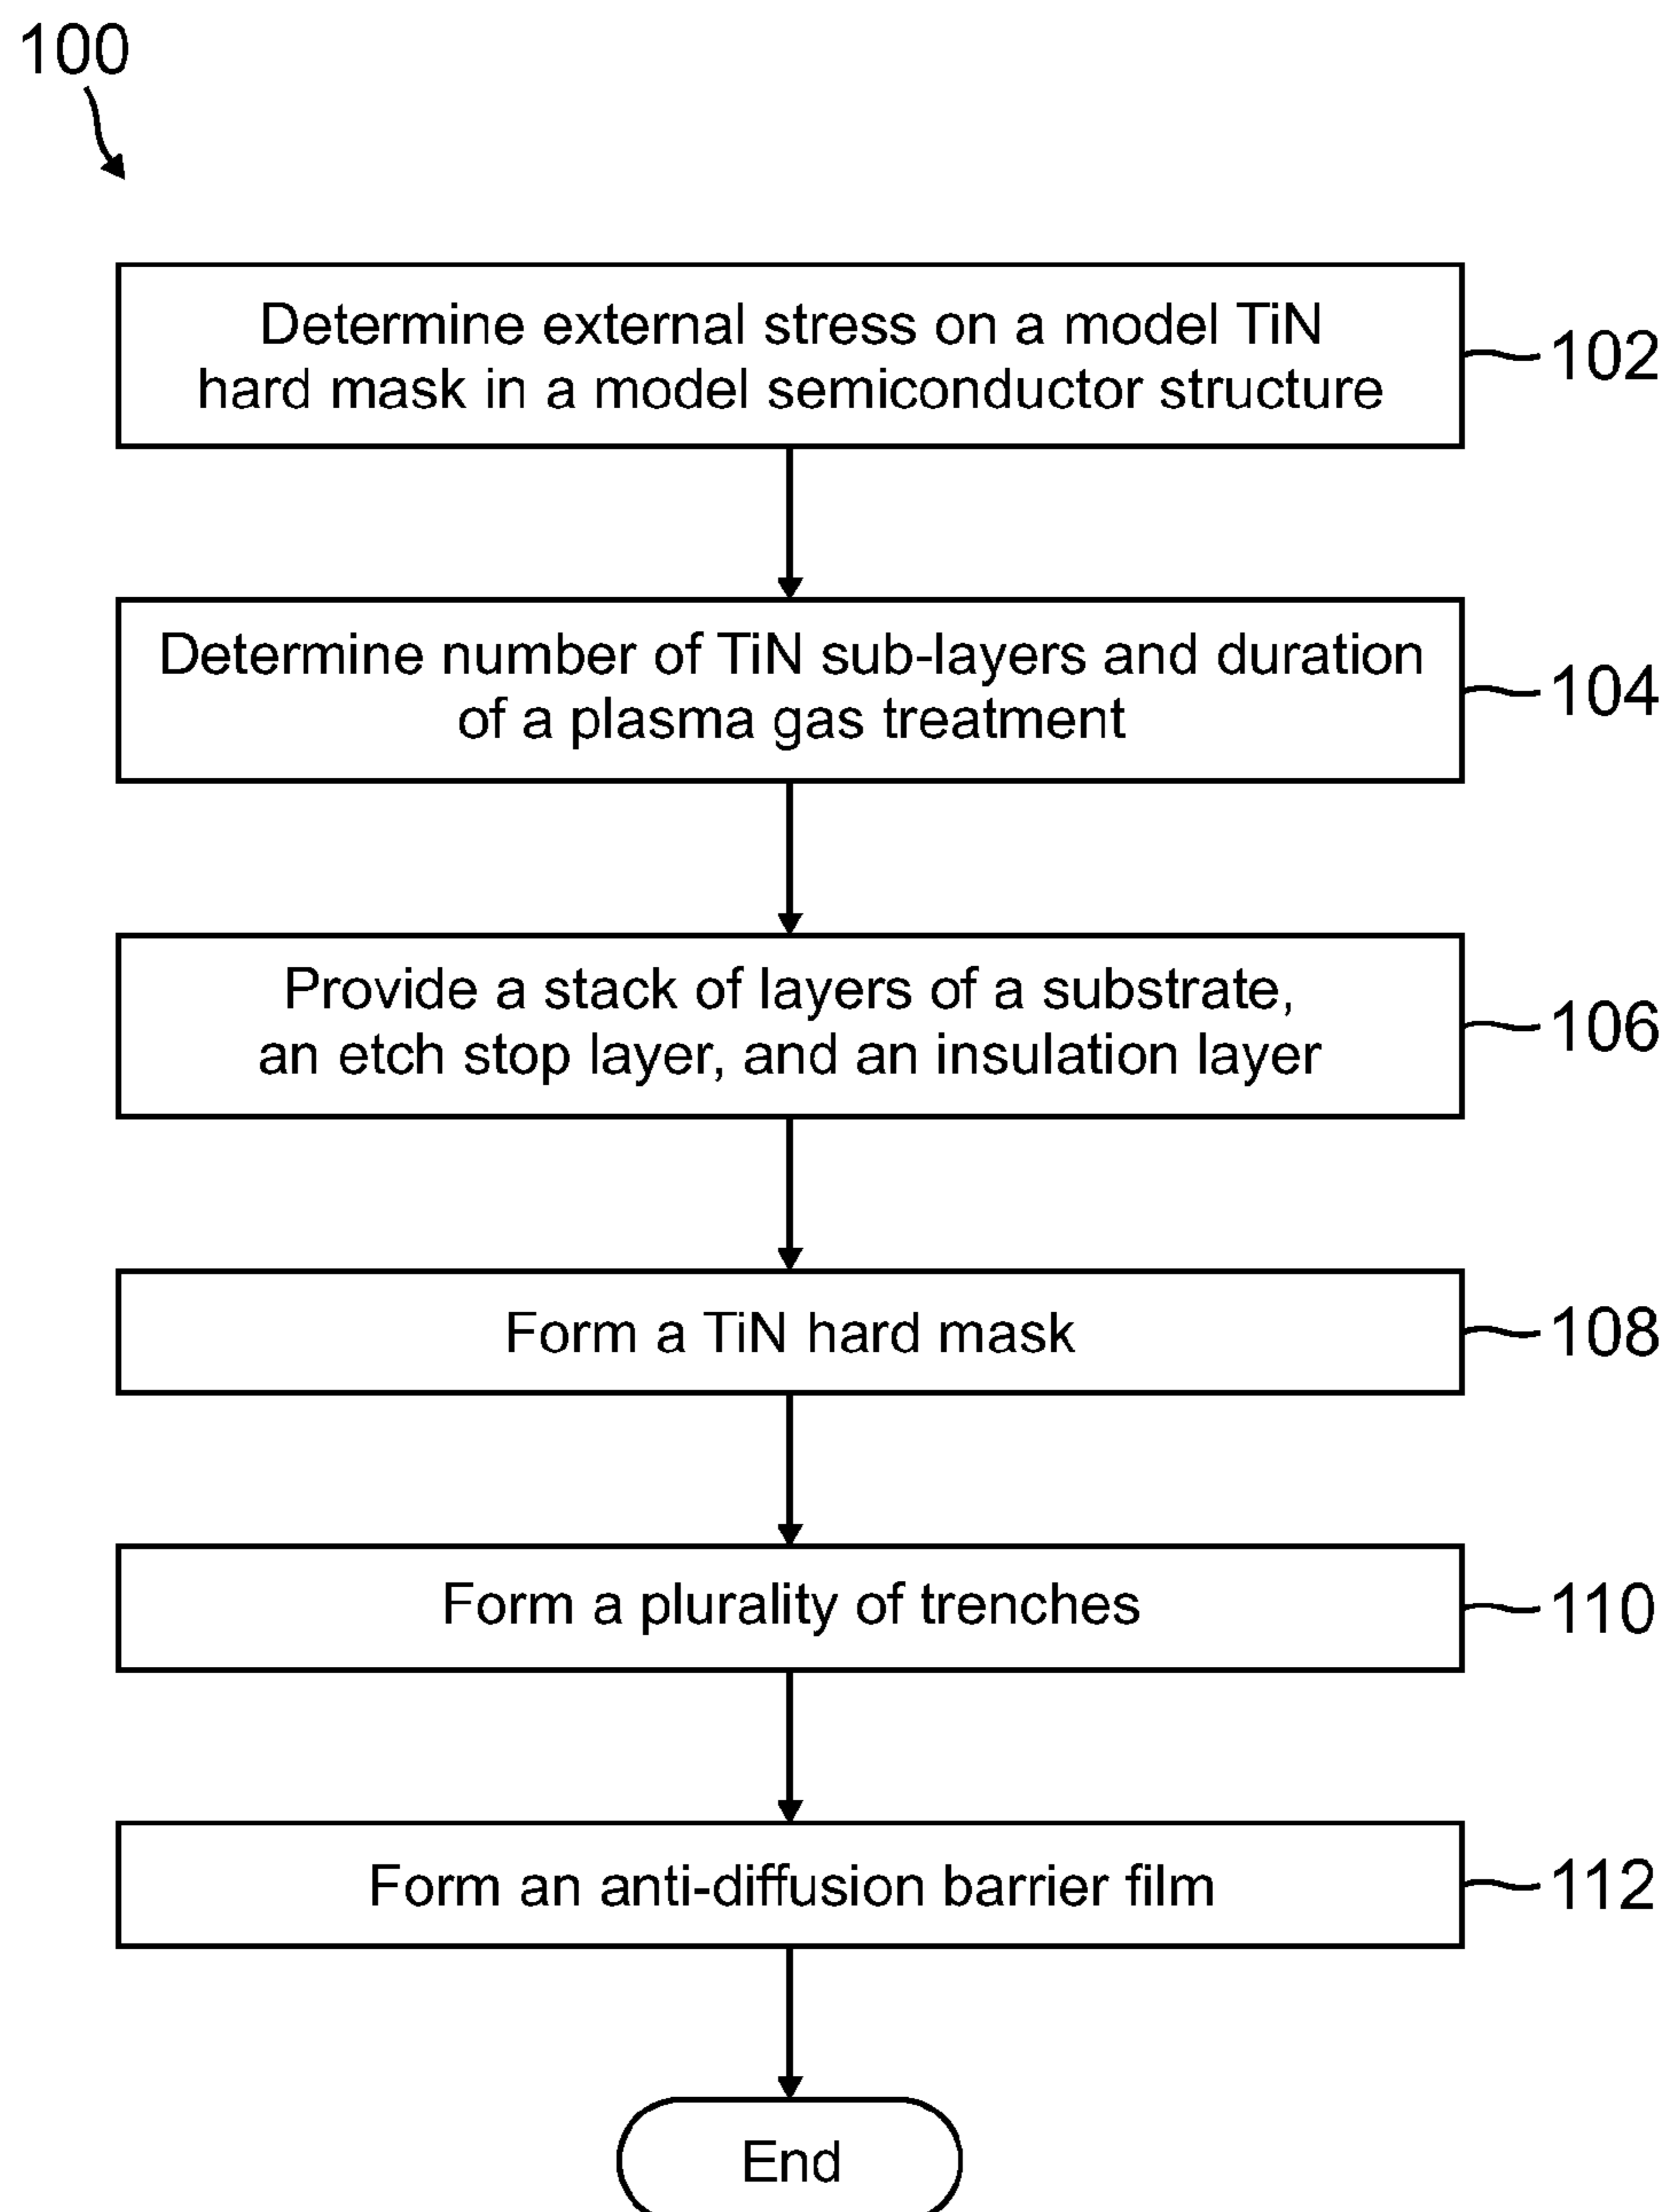 100
Determine external stress on a model TiN
hard mask in a model semiconductor structure
102
Determine number of TiN sub-layers and duration
of a plasma gas treatment
104
Provide a stack of layers of a substrate,
an etch stop layer, and an insulation layer
106
Form a TiN hard mask
108
Form a plurality of trenches
110
Form an anti-diffusion barrier film
112
End